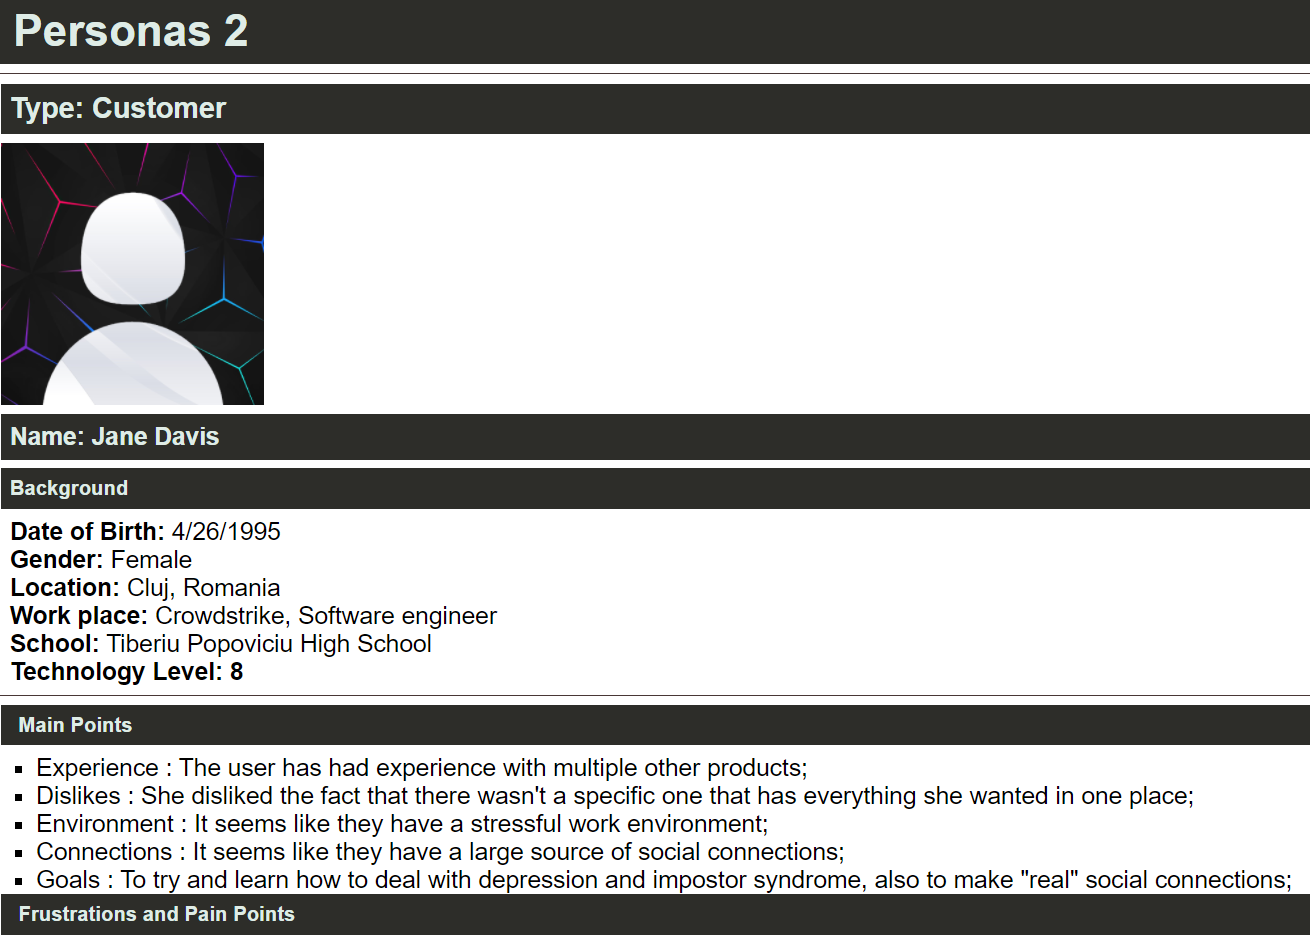 Personas 2
Type: Customer
Name: Jane Davis
Background
Date of Birth: 4/26/1995
Gender: Female
Location: Cluj, Romania
Work place: Crowdstrike, Software engineer
School: Tiberiu Popoviciu High School
Technology Level: 8
Main Points
Experience : The user has had experience with multiple other products;
Dislikes : She disliked the fact that there wasn't a specific one that has everything she wanted in one place;
Environment : It seems like they have a stressful work environment;
Connections : It seems like they have a large source of social connections;
Goals : To try and learn how to deal with depression and impostor syndrome, also to make "real" social connections;
Frustrations and Pain Points